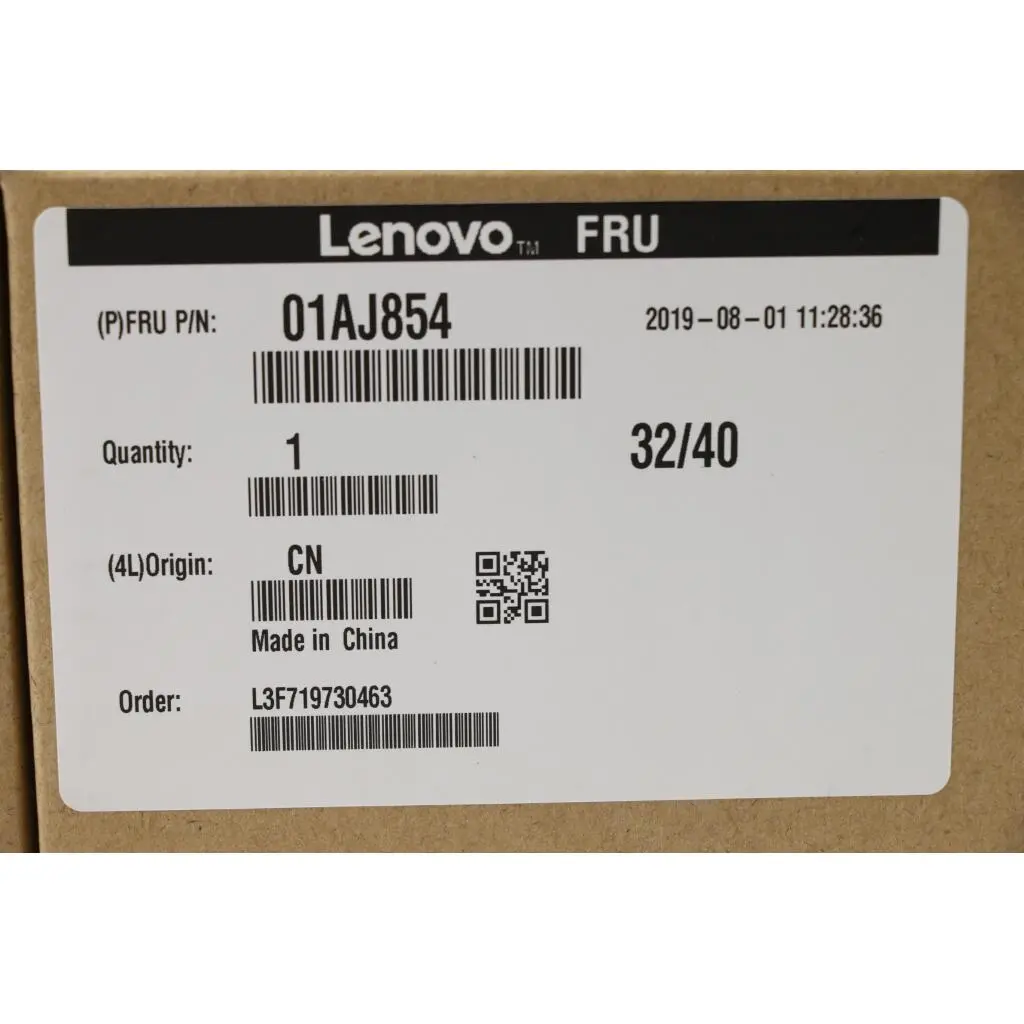 Lenovo™ FRU
(P)FRU P/N: 01AJ854 2019-08-01 11:28:36
Quantity: 1 32/40
(4L)Origin: CN
Made in China
Order: L3F719730463